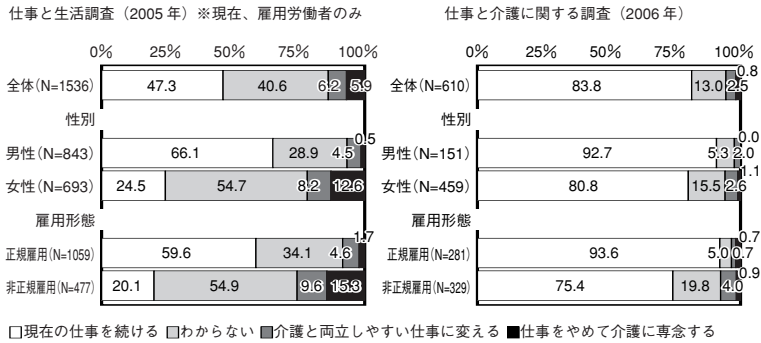 仕事と生活調査（2005年）※現在、雇用労働者のみ
0% 25% 50% 75% 100%
全体（N=1536） 47.3 40.6 6.2 5.9
性別
男性（N=843） 66.1 28.9 4.5 0.5
女性（N=693） 24.5 54.7 8.2 12.6
雇用形態
正規雇用（N=1059） 59.6 34.1 4.6 1.7
非正規雇用（N=477） 20.1 54.9 9.6 15.3
仕事と介護に関する調査（2006年）
0% 25% 50% 75% 100%
全体（N=610） 83.8 13.0 2.5 0.8
性別
男性（N=151） 92.7 5.3 2.0 0.0
女性（N=459） 80.8 15.5 2.6 1.1
雇用形態
正規雇用（N=281） 93.6 5.0 0.7 0.7
非正規雇用（N=329） 75.4 19.8 4.0 0.9
□現在の仕事を続ける □わからない ■介護と両立しやすい仕事に変える ■仕事をやめて介護に専念する